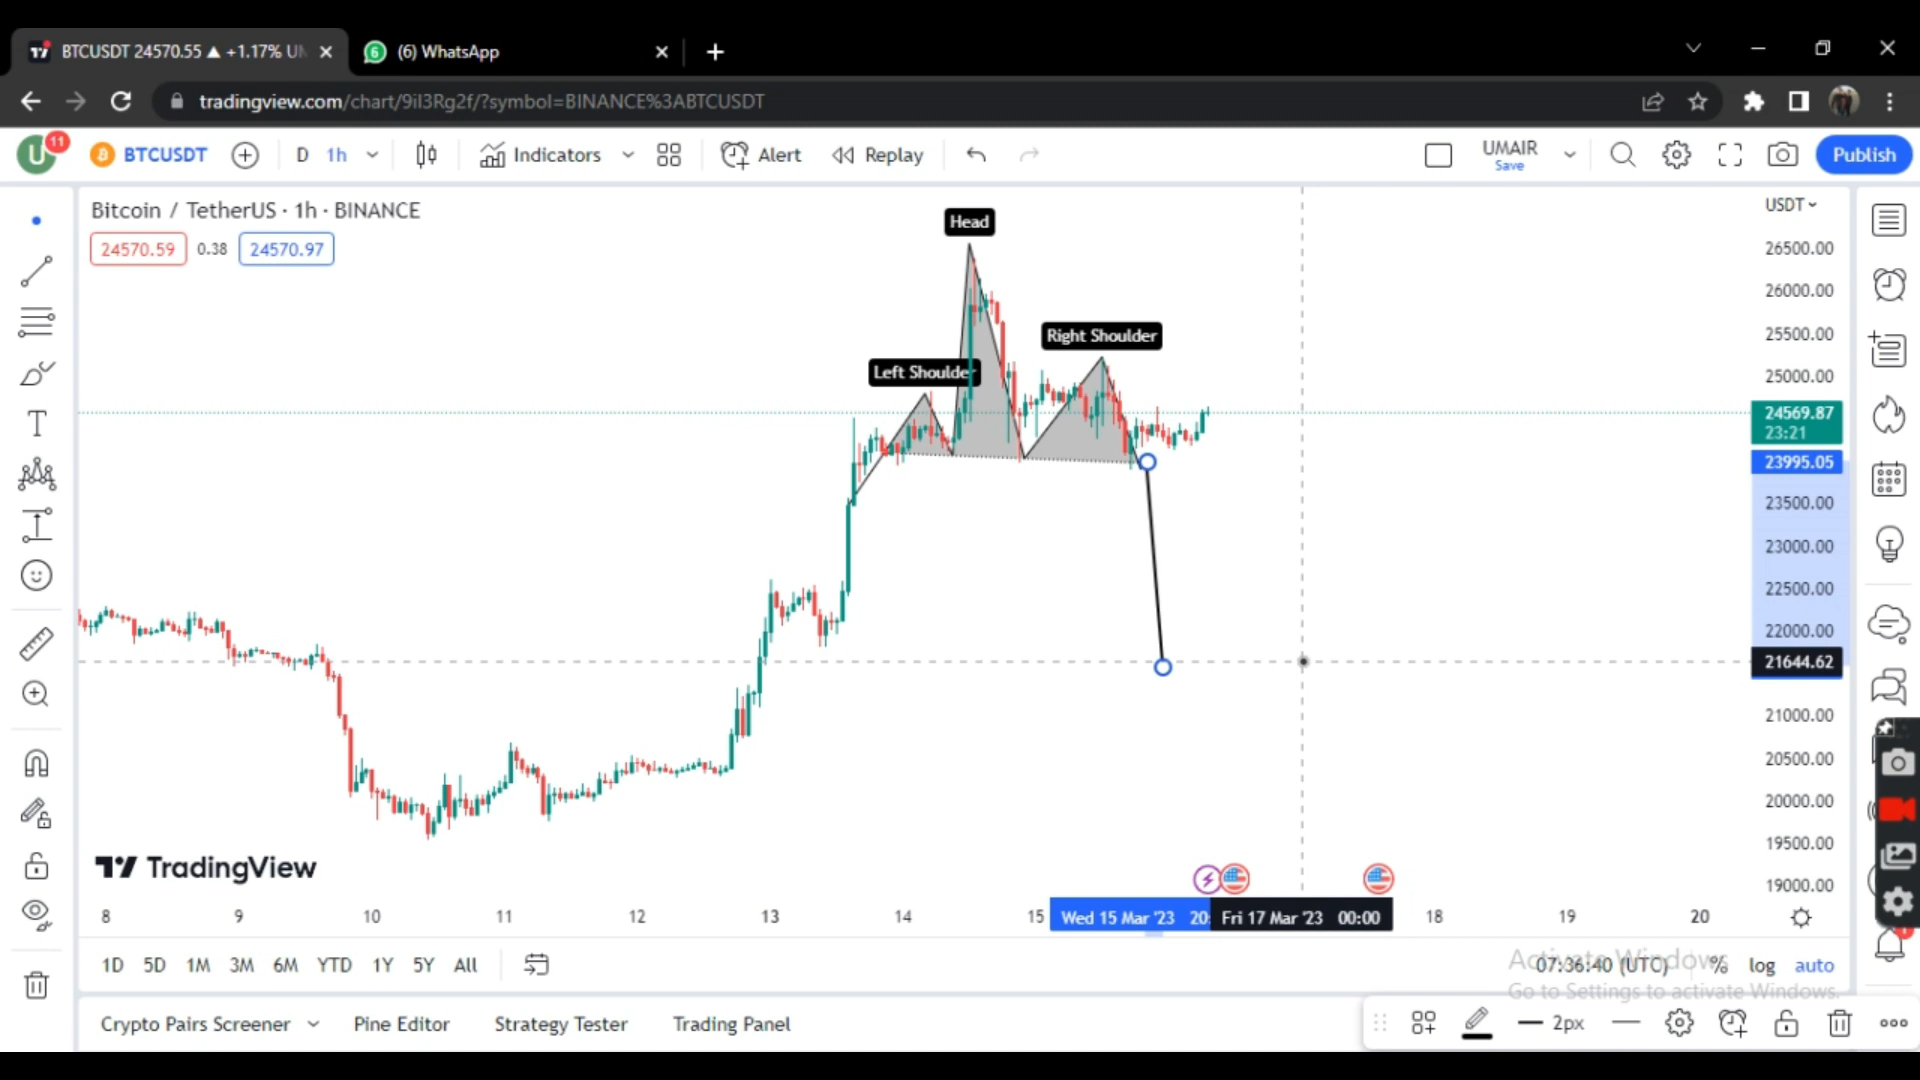 BTCUSDT 24570.55 ▲ +1.17% UN
(6) WhatsApp
tradingview.com/chart/9il3Rg2f/?symbol=BINANCE%3ABTCUSDT
U 11 BTCUSDT D 1h Indicators Alert Replay UMAIR Save Publish
Bitcoin / TetherUS · 1h · BINANCE
24570.59 0.38 24570.97
USDT
Head
Right Shoulder
Left Shoulder
26500.00
26000.00
25500.00
25000.00
24569.87
23:21
23995.05
23500.00
23000.00
22500.00
22000.00
21644.62
21000.00
20500.00
20000.00
19500.00
19000.00
TradingView
8 9 10 11 12 13 14 15 Wed 15 Mar '23 20: Fri 17 Mar '23 00:00 18 19 20
1D 5D 1M 3M 6M YTD 1Y 5Y All 07:36:40 (UTC) % log auto
Activate Windows
Go to Settings to activate Windows.
Crypto Pairs Screener Pine Editor Strategy Tester Trading Panel 2px